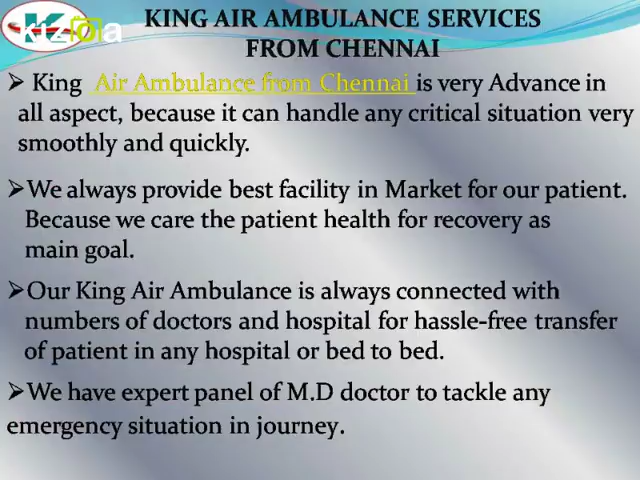 KING AIR AMBULANCE SERVICES
FROM CHENNAI
kizoa
➢ King Air Ambulance from Chennai is very Advance in
all aspect, because it can handle any critical situation very
smoothly and quickly.
➢We always provide best facility in Market for our patient.
Because we care the patient health for recovery as
main goal.
➢Our King Air Ambulance is always connected with
numbers of doctors and hospital for hassle-free transfer
of patient in any hospital or bed to bed.
➢We have expert panel of M.D doctor to tackle any
emergency situation in journey.